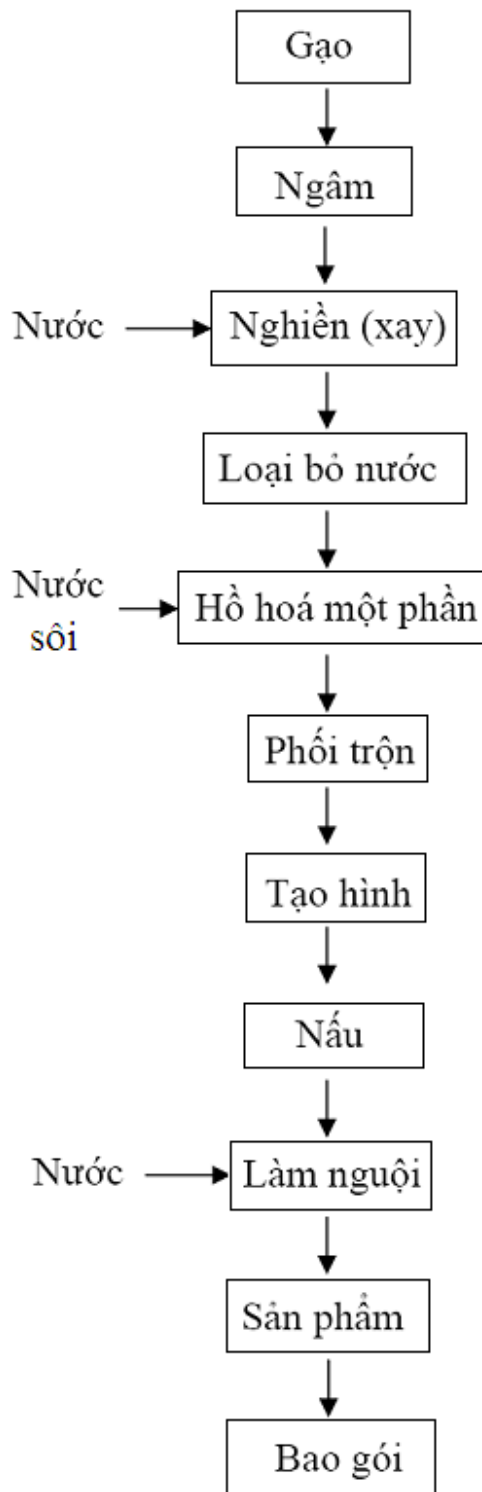 Gạo
Ngâm
Nước
Nghiền (xay)
Loại bỏ nước
Nước
sôi
Hồ hoá một phần
Phối trộn
Tạo hình
Nấu
Nước
Làm nguội
Sản phẩm
Bao gói